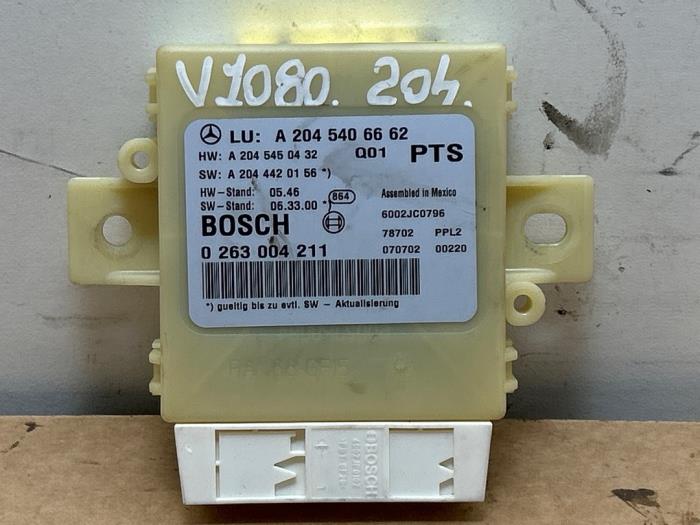 V1080. 204.
LU: A 204 540 66 62
HW: A 204 545 04 32 Q01 PTS
SW: A 204 442 01 56 *)
HW-Stand: 05.46
SW-Stand: 06.33.00 *) 864 Assembled in Mexico
6002JC0796
BOSCH
78702 PPL2
0 263 004 211 070702 00220
*) gueltig bis zu evtl. SW - Aktualisierung
BOSCH